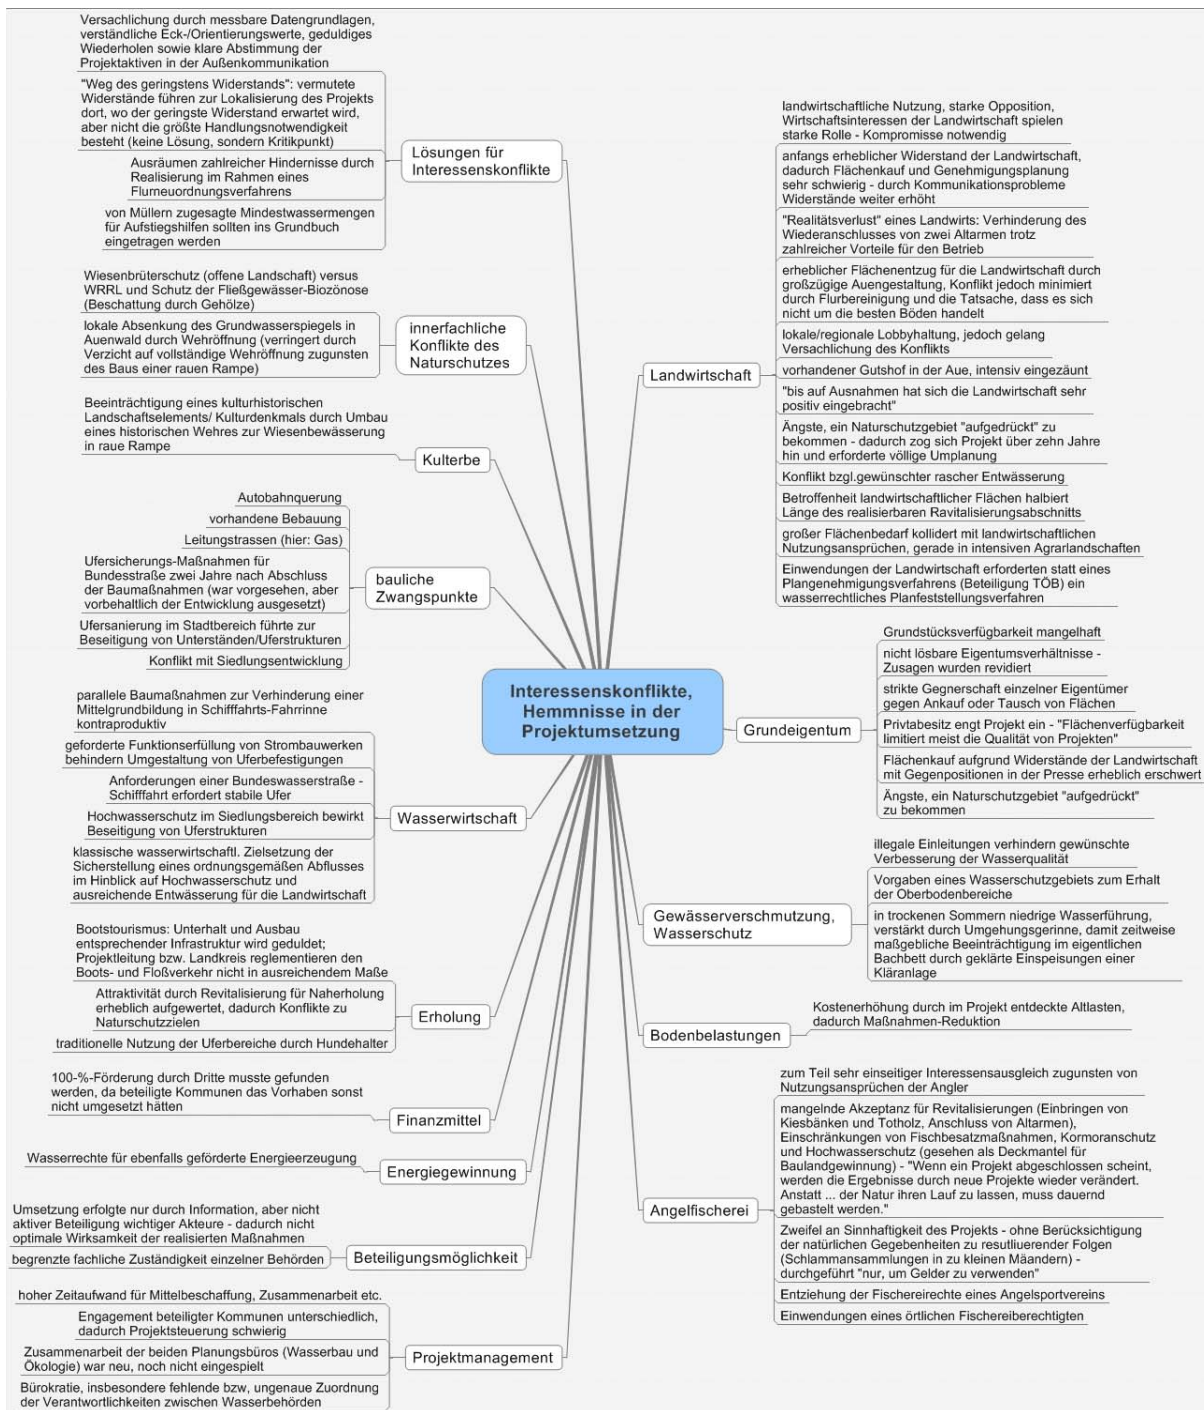 Versachlichung durch messbare Datengrundlagen,
verständliche Eck-/Orientierungswerte, geduldiges
Wiederholen sowie klare Abstimmung der
Projektaktiven in der Außenkommunikation
"Weg des geringstens Widerstands": vermutete
Widerstände führen zur Lokalisierung des Projekts
dort, wo der geringste Widerstand erwartet wird,
aber nicht die größte Handlungsnotwendigkeit
besteht (keine Lösung, sondern Kritikpunkt)
Ausräumen zahlreicher Hindernisse durch
Realisierung im Rahmen eines
Flurneuordnungsverfahrens
von Müllern zugesagte Mindestwassermengen
für Aufstiegshilfen sollten ins Grundbuch
eingetragen werden
Lösungen für
Interessenskonflikte
Wiesenbrüterschutz (offene Landschaft) versus
WRRL und Schutz der Fließgewässer-Biozönose
(Beschattung durch Gehölze)
lokale Absenkung des Grundwasserspiegels in
Auenwald durch Wehröffnung (verringert durch
Verzicht auf vollständige Wehröffnung zugunsten
des Baus einer rauen Rampe)
innerfachliche
Konflikte des
Naturschutzes
Beeinträchtigung eines kulturhistorischen
Landschaftselements/ Kulturdenkmals durch Umbau
eines historischen Wehres zur Wiesenbewässerung
in raue Rampe
Kulterbe
Autobahnquerung
vorhandene Bebauung
Leitungstrassen (hier: Gas)
Ufersicherungs-Maßnahmen für
Bundesstraße zwei Jahre nach Abschluss
der Baumaßnahmen (war vorgesehen, aber
vorbehaltlich der Entwicklung ausgesetzt)
Ufersanierung im Stadtbereich führte zur
Beseitigung von Unterständen/Uferstrukturen
Konflikt mit Siedlungsentwicklung
bauliche
Zwangspunkte
parallele Baumaßnahmen zur Verhinderung einer
Mittelgrundbildung in Schifffahrts-Fahrrinne
kontraproduktiv
geforderte Funktionserfüllung von Strombauwerken
behindern Umgestaltung von Uferbefestigungen
Anforderungen einer Bundeswasserstraße -
Schifffahrt erfordert stabile Ufer
Hochwasserschutz im Siedlungsbereich bewirkt
Beseitigung von Uferstrukturen
klassische wasserwirtschaftl. Zielsetzung der
Sicherstellung eines ordnungsgemäßen Abflusses
im Hinblick auf Hochwasserschutz und
ausreichende Entwässerung für die Landwirtschaft
Wasserwirtschaft
Bootstourismus: Unterhalt und Ausbau
entsprechender Infrastruktur wird geduldet;
Projektleitung bzw. Landkreis reglementieren den
Boots- und Floßverkehr nicht in ausreichendem Maße
Attraktivität durch Revitalisierung für Naherholung
erheblich aufgewertet, dadurch Konflikte zu
Naturschutzzielen
traditionelle Nutzung der Uferbereiche durch Hundehalter
Erholung
100-%-Förderung durch Dritte musste gefunden
werden, da beteiligte Kommunen das Vorhaben sonst
nicht umgesetzt hätten
Finanzmittel
Wasserrechte für ebenfalls geförderte Energieerzeugung
Energiegewinnung
Umsetzung erfolgte nur durch Information, aber nicht
aktiver Beteiligung wichtiger Akteure - dadurch nicht
optimale Wirksamkeit der realisierten Maßnahmen
begrenzte fachliche Zuständigkeit einzelner Behörden
Beteiligungsmöglichkeit
hoher Zeitaufwand für Mittelbeschaffung, Zusammenarbeit etc.
Engagement beteiligter Kommunen unterschiedlich,
dadurch Projektsteuerung schwierig
Zusammenarbeit der beiden Planungsbüros (Wasserbau und
Ökologie) war neu, noch nicht eingespielt
Bürokratie, insbesondere fehlende bzw, ungenaue Zuordnung
der Verantwortlichkeiten zwischen Wasserbehörden
Projektmanagement
Interessenskonflikte,
Hemmnisse in der
Projektumsetzung
landwirtschaftliche Nutzung, starke Opposition,
Wirtschaftsinteressen der Landwirtschaft spielen
starke Rolle - Kompromisse notwendig
anfangs erheblicher Widerstand der Landwirtschaft,
dadurch Flächenkauf und Genehmigungsplanung
sehr schwierig - durch Kommunikationsprobleme
Widerstände weiter erhöht
"Realitätsverlust" eines Landwirts: Verhinderung des
Wiederanschlusses von zwei Altarmen trotz
zahlreicher Vorteile für den Betrieb
erheblicher Flächenentzug für die Landwirtschaft durch
großzügige Auengestaltung, Konflikt jedoch minimiert
durch Flurbereinigung und die Tatsache, dass es sich
nicht um die besten Böden handelt
lokale/regionale Lobbyhaltung, jedoch gelang
Versachlichung des Konflikts
vorhandener Gutshof in der Aue, intensiv eingezäunt
"bis auf Ausnahmen hat sich die Landwirtschaft sehr
positiv eingebracht"
Ängste, ein Naturschutzgebiet "aufgedrückt" zu
bekommen - dadurch zog sich Projekt über zehn Jahre
hin und erforderte völlige Umplanung
Konflikt bzgl.gewünschter rascher Entwässerung
Betroffenheit landwirtschaftlicher Flächen halbiert
Länge des realisierbaren Ravitalisierungsabschnitts
großer Flächenbedarf kollidert mit landwirtschaftlichen
Nutzungsansprüchen, gerade in intensiven Agrarlandschaften
Einwendungen der Landwirtschaft erforderten statt eines
Plangenehmigungsverfahrens (Beteiligung TÖB) ein
wasserrechtliches Planfeststellungsverfahren
Landwirtschaft
Grundstücksverfügbarkeit mangelhaft
nicht lösbare Eigentumsverhältnisse -
Zusagen wurden revidiert
strikte Gegnerschaft einzelner Eigentümer
gegen Ankauf oder Tausch von Flächen
Privtabesitz engt Projekt ein - "Flächenverfügbarkeit
limitiert meist die Qualität von Projekten"
Flächenkauf aufgrund Widerstände der Landwirtschaft
mit Gegenpositionen in der Presse erheblich erschwert
Ängste, ein Naturschutzgebiet "aufgedrückt"
zu bekommen
Grundeigentum
illegale Einleitungen verhindern gewünschte
Verbesserung der Wasserqualität
Vorgaben eines Wasserschutzgebiets zum Erhalt
der Oberbodenbereiche
in trockenen Sommern niedrige Wasserführung,
verstärkt durch Umgehungsgerinne, damit zeitweise
maßgebliche Beeinträchtigung im eigentlichen
Bachbett durch geklärte Einspeisungen einer
Kläranlage
Gewässerverschmutzung,
Wasserschutz
Kostenerhöhung durch im Projekt entdeckte Altlasten,
dadurch Maßnahmen-Reduktion
Bodenbelastungen
zum Teil sehr einseitiger Interessensausgleich zugunsten von
Nutzungsansprüchen der Angler
mangelnde Akzeptanz für Revitalisierungen (Einbringen von
Kiesbänken und Totholz, Anschluss von Altarmen),
Einschränkungen von Fischbesatzmaßnahmen, Kormoranschutz
und Hochwasserschutz (gesehen als Deckmantel für
Baulandgewinnung) - "Wenn ein Projekt abgeschlossen scheint,
werden die Ergebnisse durch neue Projekte wieder verändert.
Anstatt ... der Natur ihren Lauf zu lassen, muss dauernd
gebastelt werden."
Zweifel an Sinnhaftigkeit des Projekts - ohne Berücksichtigung
der natürlichen Gegebenheiten zu resutliuerender Folgen
(Schlammansammlungen in zu kleinen Mäandern) -
durchgeführt "nur, um Gelder zu verwenden"
Entziehung der Fischereirechte eines Angelsportvereins
Einwendungen eines örtlichen Fischereiberechtigten
Angelfischerei